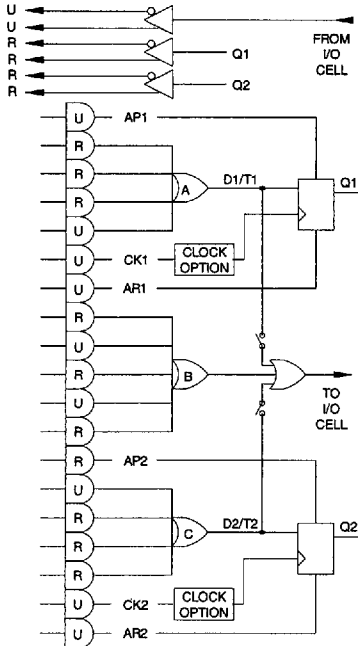 U
U
R
R
R
R
FROM
I/O
CELL
Q1
Q2
U AP1
R
R D1/T1 Q1
A
R
U
U CK1 CLOCK
OPTION
U AR1
R
U
R B
TO
I/O
CELL
U
R
R AP2
U
R D2/T2 Q2
C
R
R
U CK2 CLOCK
OPTION
U AR2